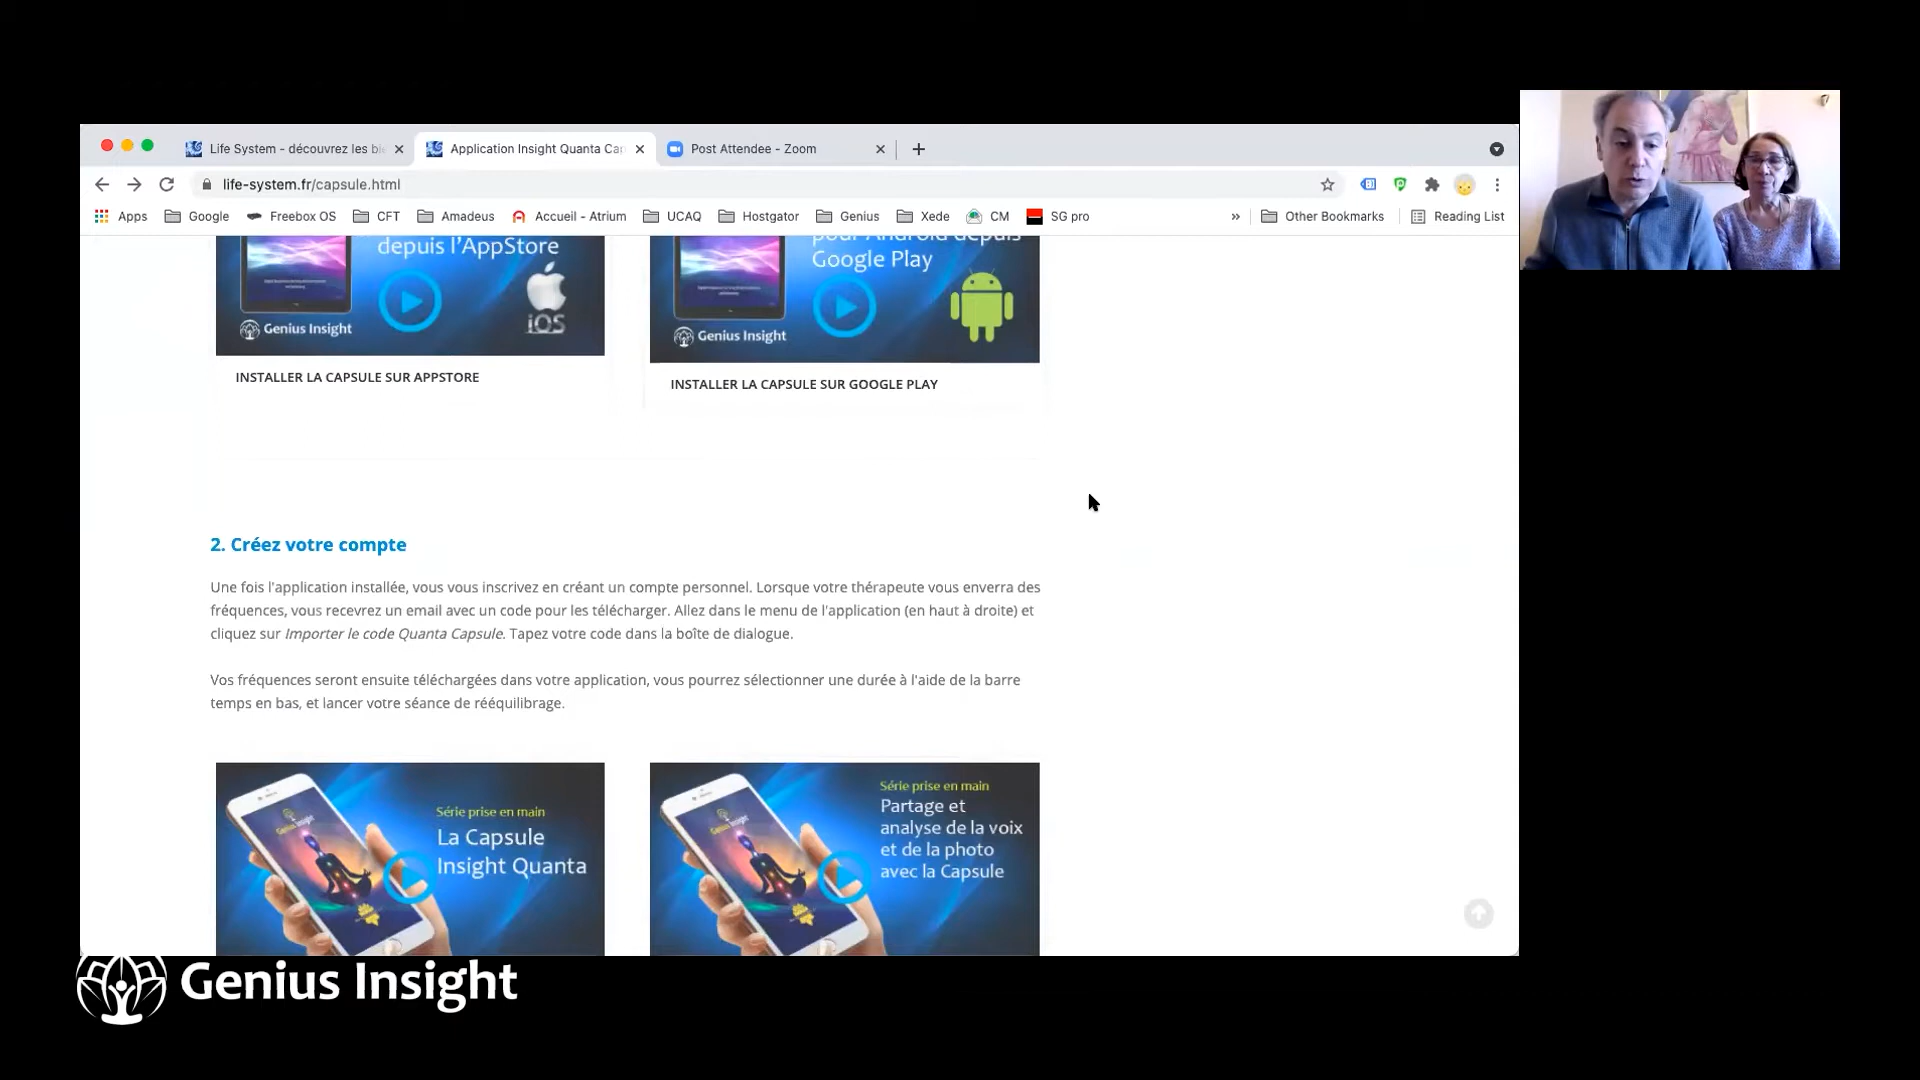 Life System - découvrez les bi
Application Insight Quanta Ca
Post Attendee - Zoom
life-system.fr/capsule.html
Apps
Google
Freebox OS
CFT
Amadeus
Accueil - Atrium
UCAQ
Hostgator
Genius
Xede
CM
SG pro
»
Other Bookmarks
Reading List
depuis l'AppStore
iOS
Genius Insight
INSTALLER LA CAPSULE SUR APPSTORE
pour Android depuis
Google Play
Genius Insight
INSTALLER LA CAPSULE SUR GOOGLE PLAY
2. Créez votre compte
Une fois l'application installée, vous vous inscrivez en créant un compte personnel. Lorsque votre thérapeute vous enverra des
fréquences, vous recevrez un email avec un code pour les télécharger. Allez dans le menu de l'application (en haut à droite) et
cliquez sur Importer le code Quanta Capsule. Tapez votre code dans la boîte de dialogue.
Vos fréquences seront ensuite téléchargées dans votre application, vous pourrez sélectionner une durée à l'aide de la barre
temps en bas, et lancer votre séance de rééquilibrage.
Genius Insight
Série prise en main
La Capsule
Insight Quanta
Genius Insight
Série prise en main
Partage et
analyse de la voix
et de la photo
avec la Capsule
Genius Insight